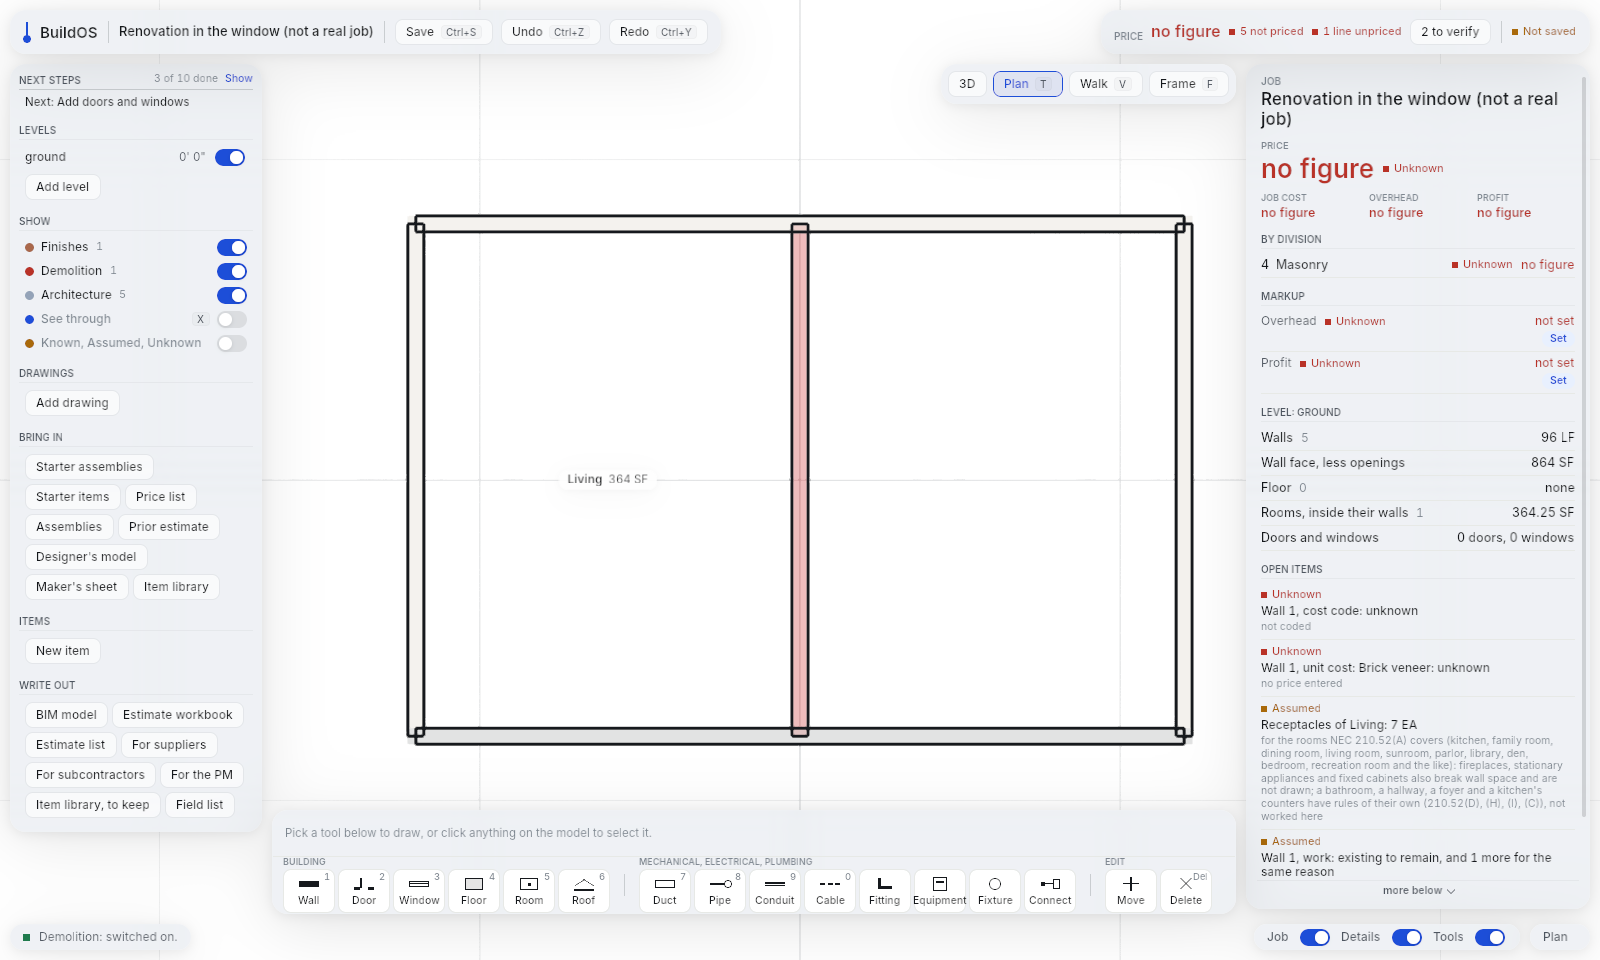 BuildOS
Renovation in the window (not a real job)
Save Ctrl+S
Undo Ctrl+Z
Redo Ctrl+Y
PRICE no figure 5 not priced 1 line unpriced 2 to verify Not saved
NEXT STEPS 3 of 10 done Show
Next: Add doors and windows
LEVELS
ground 0' 0"
Add level
SHOW
Finishes 1
Demolition 1
Architecture 5
See through X
Known, Assumed, Unknown
DRAWINGS
Add drawing
BRING IN
Starter assemblies
Starter items Price list
Assemblies Prior estimate
Designer's model
Maker's sheet Item library
ITEMS
New item
WRITE OUT
BIM model Estimate workbook
Estimate list For suppliers
For subcontractors For the PM
Item library, to keep Field list
Demolition: switched on.
3D Plan T Walk V Frame F
Living 364 SF
Pick a tool below to draw, or click anything on the model to select it.
BUILDING
1 2 3 4 5 6
Wall Door Window Floor Room Roof
MECHANICAL, ELECTRICAL, PLUMBING
7 8 9 0
Duct Pipe Conduit Cable Fitting Equipment Fixture Connect
EDIT
Del
Move Delete
JOB
Renovation in the window (not a real
job)
PRICE
no figure Unknown
JOB COST OVERHEAD PROFIT
no figure no figure no figure
BY DIVISION
4 Masonry Unknown no figure
MARKUP
Overhead Unknown not set
Set
Profit Unknown not set
Set
LEVEL: GROUND
Walls 5 96 LF
Wall face, less openings 864 SF
Floor 0 none
Rooms, inside their walls 1 364.25 SF
Doors and windows 0 doors, 0 windows
OPEN ITEMS
Unknown
Wall 1, cost code: unknown
not coded
Unknown
Wall 1, unit cost: Brick veneer: unknown
no price entered
Assumed
Receptacles of Living: 7 EA
for the rooms NEC 210.52(A) covers (kitchen, family room,
dining room, living room, sunroom, parlor, library, den,
bedroom, recreation room and the like): fireplaces, stationary
appliances and fixed cabinets also break wall space and are
not drawn; a bathroom, a hallway, a foyer and a kitchen's
counters have rules of their own (210.52(D), (H), (I), (C)), not
worked here
Assumed
Wall 1, work: existing to remain, and 1 more for the
same reason
more below
Job Details Tools Plan